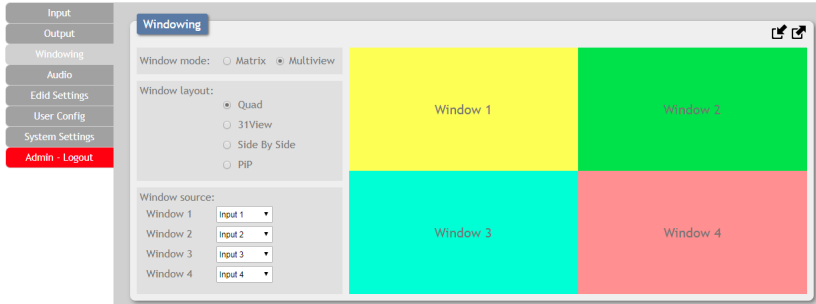 Input
Output
Windowing
Audio
Edid Settings
User Config
System Settings
Admin - Logout
Windowing
Window mode: Matrix Multiview
Window layout:
Quad
31View
Side By Side
PiP
Window source:
Window 1 Input 1
Window 2 Input 2
Window 3 Input 3
Window 4 Input 4
Window 1 Window 2
Window 3 Window 4